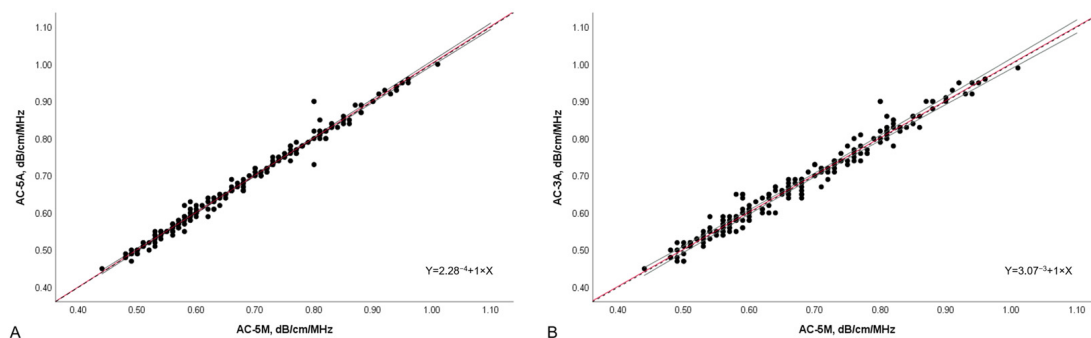 1.10
1.00
0.90
0.80
0.70
0.60
0.50
0.40
AC-5A, dB/cm/MHz
Y=2.28⁻⁴+1×X
0.40 0.50 0.60 0.70 0.80 0.90 1.00 1.10
AC-5M, dB/cm/MHz
A
1.10
1.00
0.90
0.80
0.70
0.60
0.50
0.40
AC-3A, dB/cm/MHz
Y=3.07⁻³+1×X
0.40 0.50 0.60 0.70 0.80 0.90 1.00 1.10
AC-5M, dB/cm/MHz
B